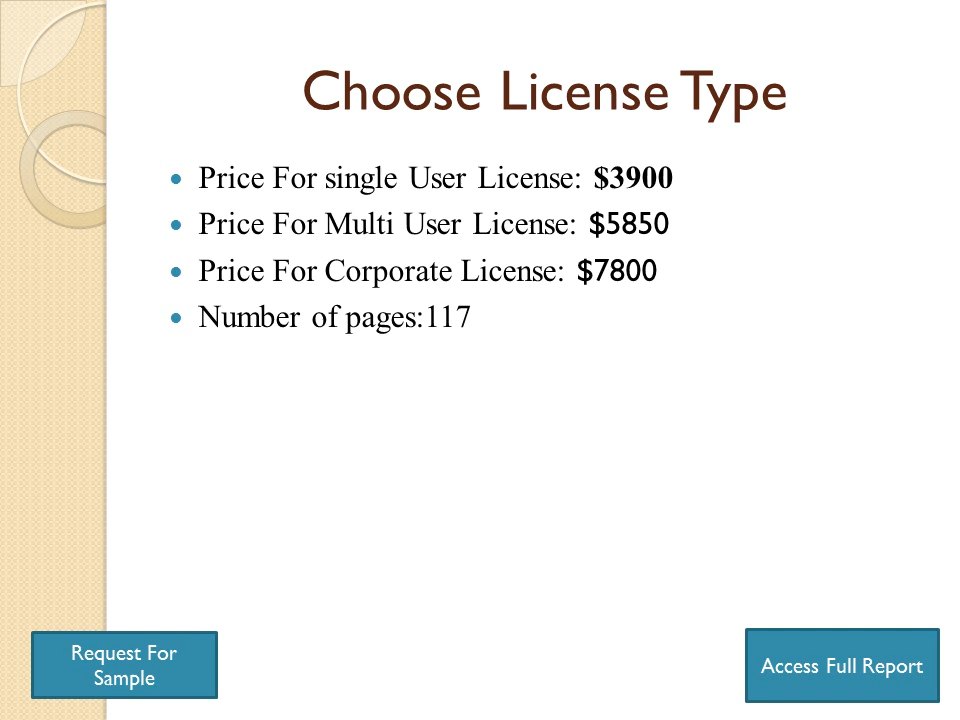 Choose License Type
Price For single User License: $3900
Price For Multi User License: $5850
Price For Corporate License: $7800
Number of pages:117
Request For
Sample
Access Full Report